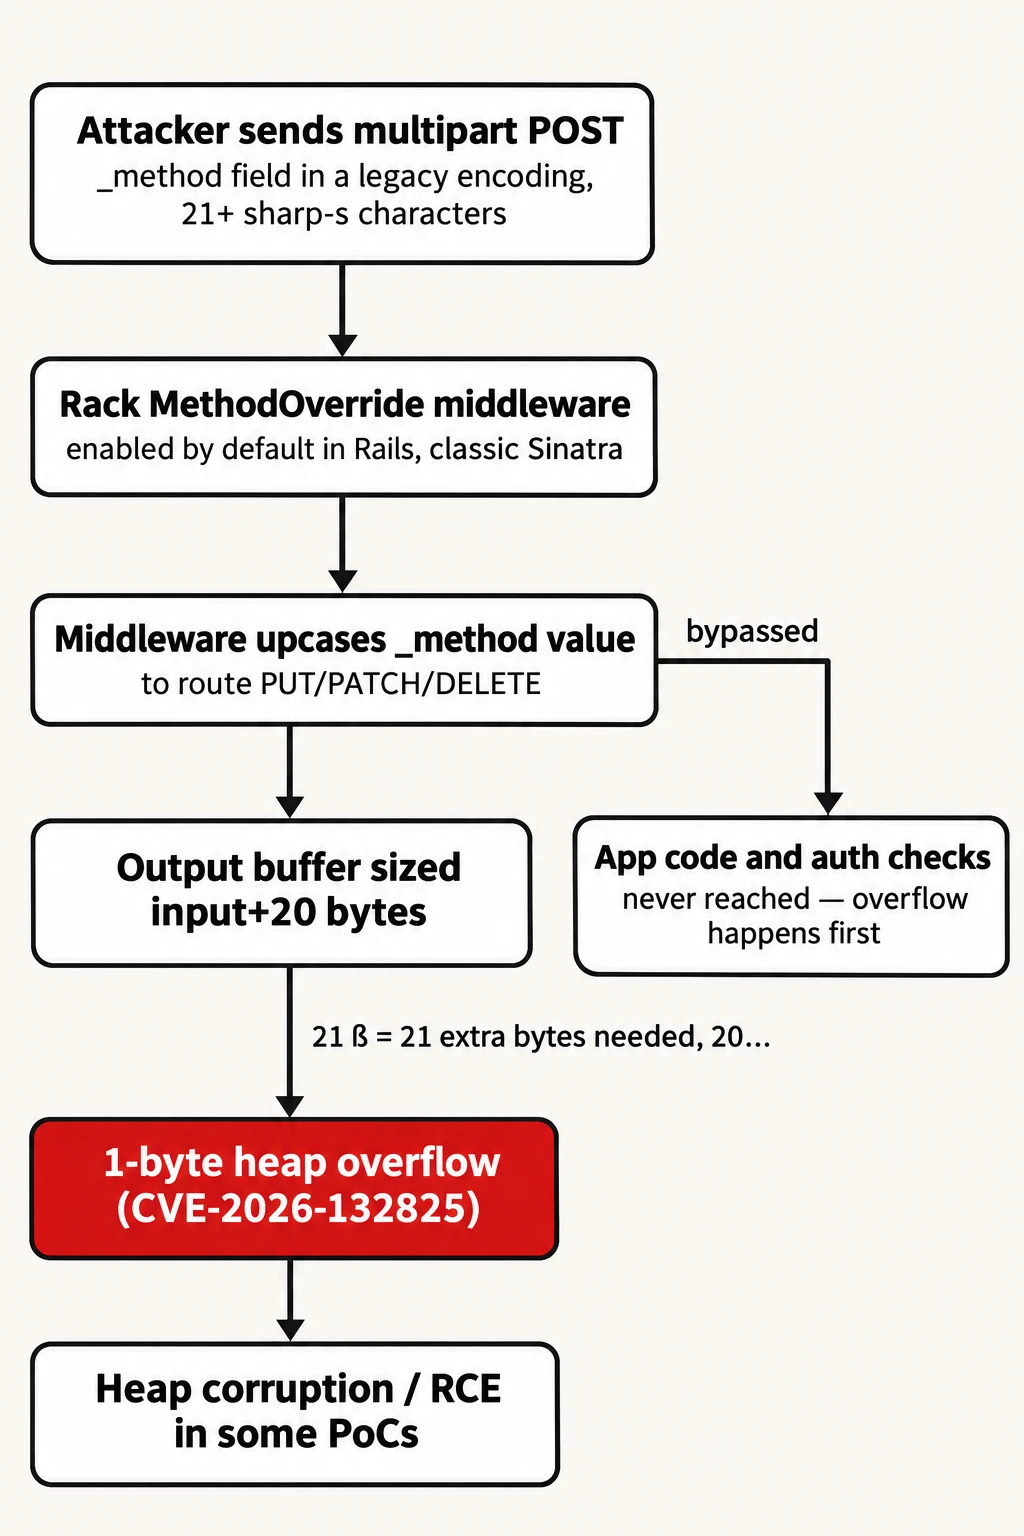 Attacker sends multipart POST
_method field in a legacy encoding,
21+ sharp-s characters
Rack MethodOverride middleware
enabled by default in Rails, classic Sinatra
Middleware upcases _method value
to route PUT/PATCH/DELETE
bypassed
Output buffer sized
input+20 bytes
App code and auth checks
never reached — overflow
happens first
21 ß = 21 extra bytes needed, 20...
1-byte heap overflow
(CVE-2026-132825)
Heap corruption / RCE
in some PoCs